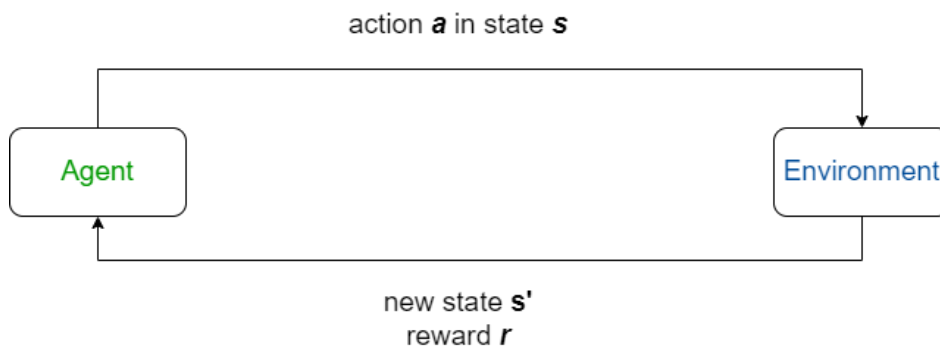 action a in state s
Agent
Environment
new state s'
reward r